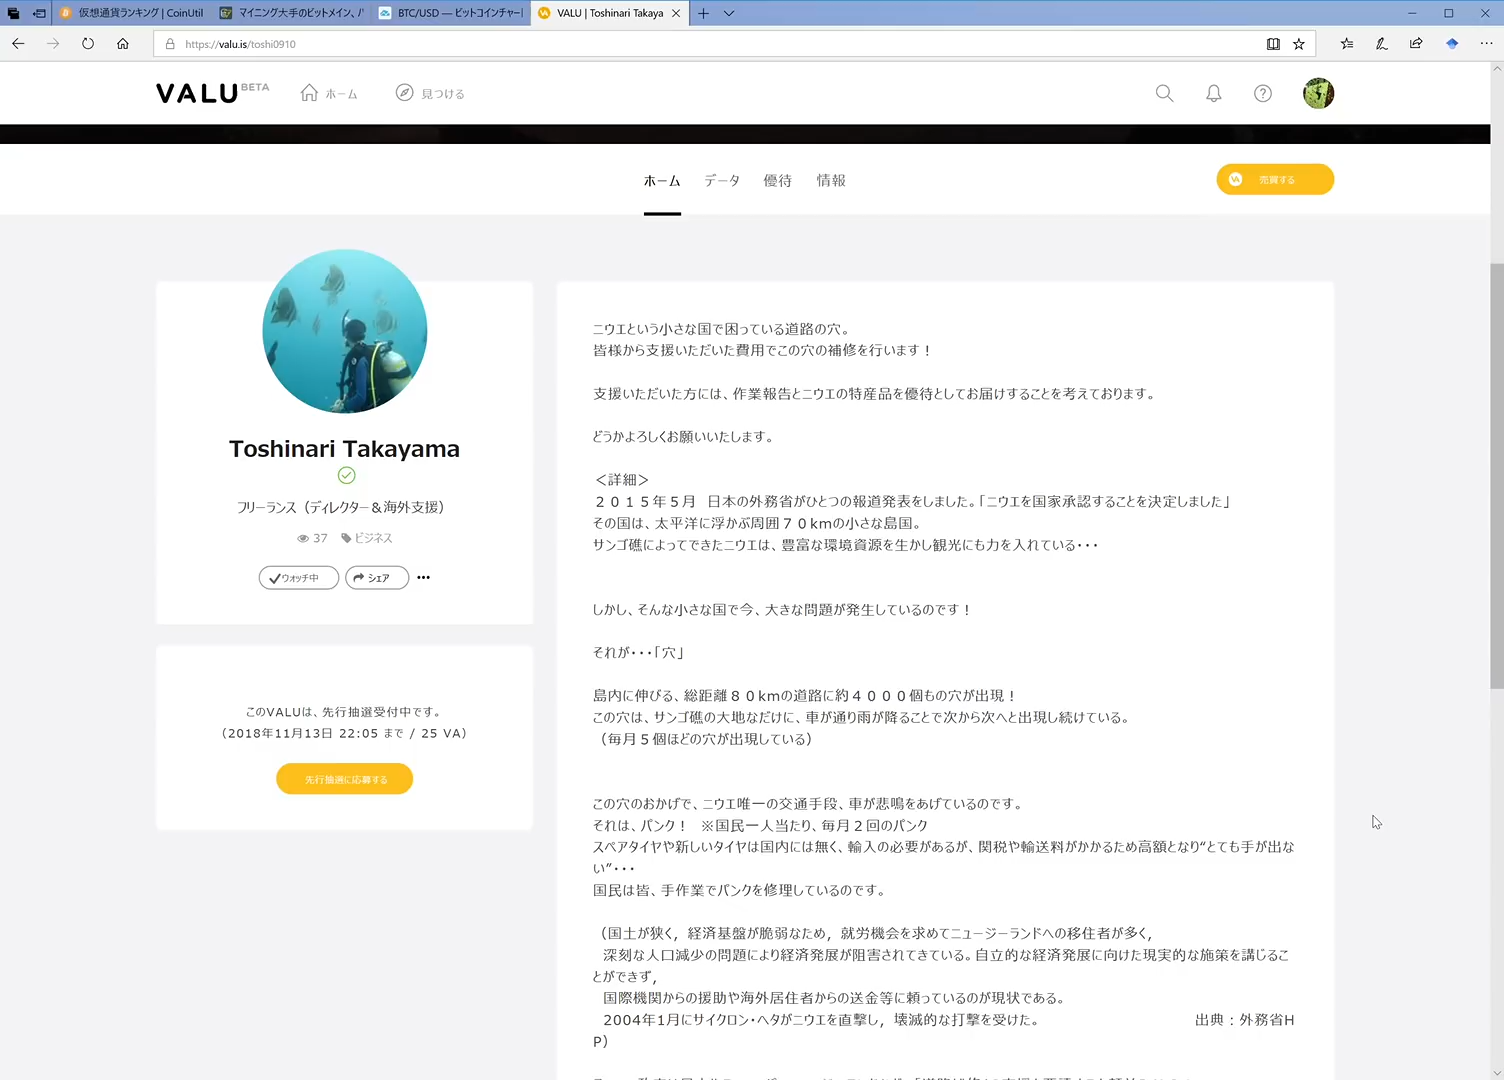 仮想通貨ランキング | CoinUtil
マイニング大手のビットメイン、ハ
BTC/USD — ビットコインチャート
VALU | Toshinari Takaya
https://valu.is/toshi0910
VALU BETA
ホーム
見つける
ホーム
データ
優待
情報
売買する
Toshinari Takayama
フリーランス（ディレクター＆海外支援）
37 ビジネス
ウォッチ中
シェア
このVALUは、先行抽選受付中です。
（2018年11月13日 22:05 まで / 25 VA）
先行抽選に応募する
ニウエという小さな国で困っている道路の穴。
皆様から支援いただいた費用でこの穴の補修を行います！
支援いただいた方には、作業報告とニウエの特産品を優待としてお届けすることを考えております。
どうかよろしくお願いいたします。
＜詳細＞
２０１５年５月　日本の外務省がひとつの報道発表をしました。「ニウエを国家承認することを決定しました」
その国は、太平洋に浮かぶ周囲７０kmの小さな島国。
サンゴ礁によってできたニウエは、豊富な環境資源を生かし観光にも力を入れている・・・
しかし、そんな小さな国で今、大きな問題が発生しているのです！
それが・・・「穴」
島内に伸びる、総距離８０kmの道路に約４０００個もの穴が出現！
この穴は、サンゴ礁の大地なだけに、車が通り雨が降ることで次から次へと出現し続けている。
（毎月５個ほどの穴が出現している）
この穴のおかげで、ニウエ唯一の交通手段、車が悲鳴をあげているのです。
それは、パンク！　※国民一人当たり、毎月２回のパンク
スペアタイヤや新しいタイヤは国内には無く、輸入の必要があるが、関税や輸送料がかかるため高額となり“とても手が出な
い”・・・
国民は皆、手作業でパンクを修理しているのです。
（国土が狭く，経済基盤が脆弱なため，就労機会を求めてニュージーランドへの移住者が多く，
深刻な人口減少の問題により経済発展が阻害されてきている。自立的な経済発展に向けた現実的な施策を講じるこ
とができず，
国際機関からの援助や海外居住者からの送金等に頼っているのが現状である。
2004年1月にサイクロン・ヘタがニウエを直撃し，壊滅的な打撃を受けた。　　　出典：外務省H
P）